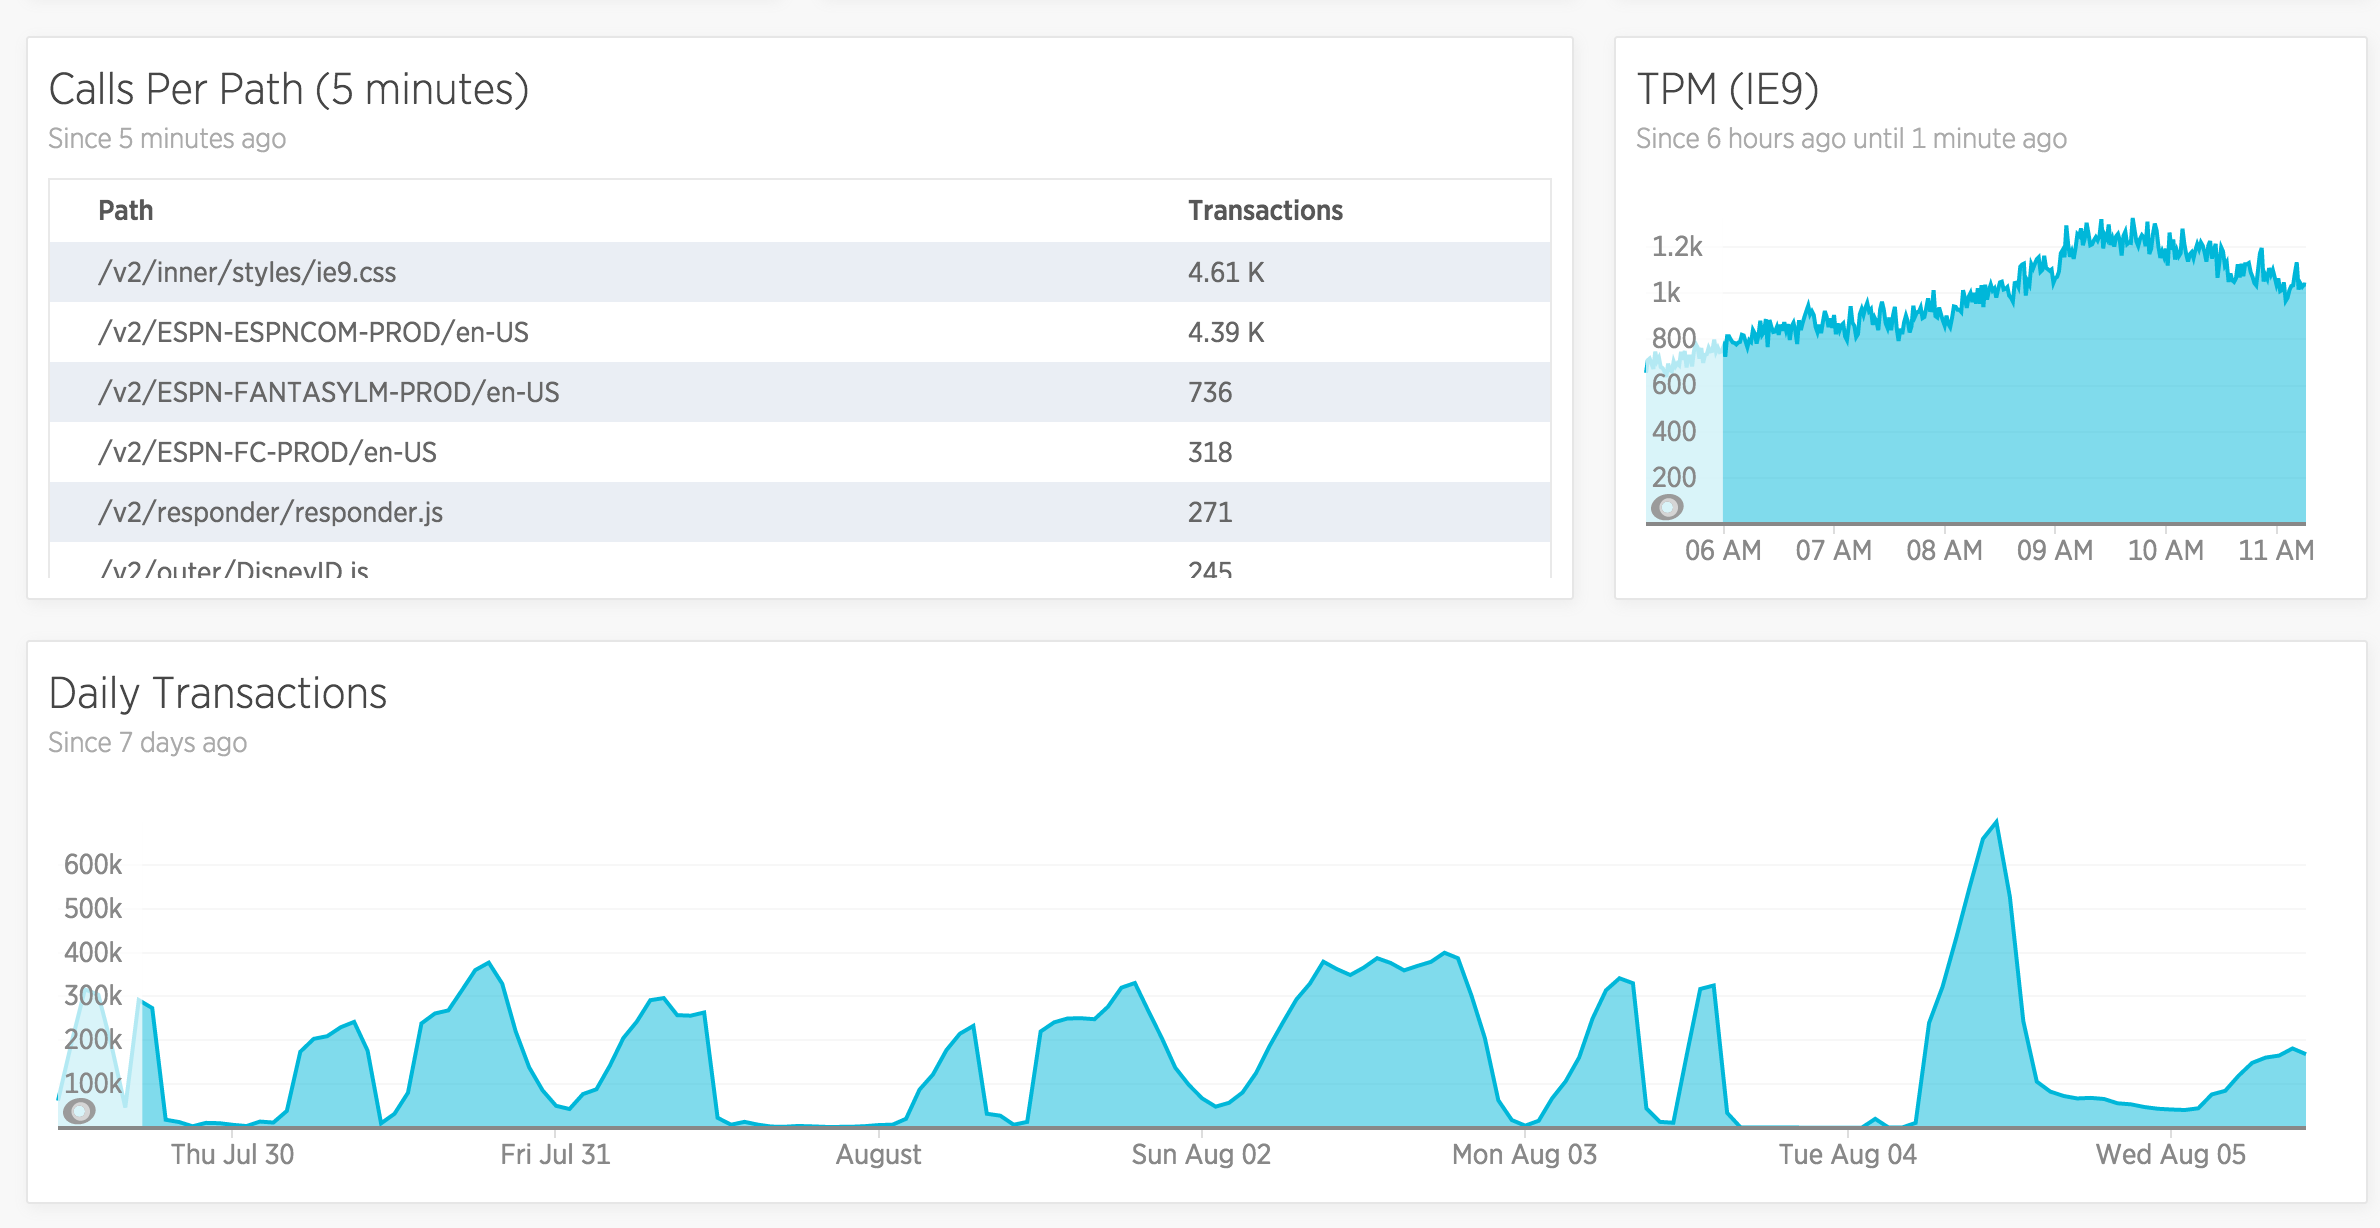 Calls Per Path (5 minutes)
Since 5 minutes ago
Path Transactions
/v2/inner/styles/ie9.css 4.61 K
/v2/ESPN-ESPNCOM-PROD/en-US 4.39 K
/v2/ESPN-FANTASYLM-PROD/en-US 736
/v2/ESPN-FC-PROD/en-US 318
/v2/responder/responder.js 271
/v2/outer/DisneyID.js 245
TPM (IE9)
Since 6 hours ago until 1 minute ago
1.2k
1k
800
600
400
200
06 AM 07 AM 08 AM 09 AM 10 AM 11 AM
Daily Transactions
Since 7 days ago
600k
500k
400k
300k
200k
100k
Thu Jul 30 Fri Jul 31 August Sun Aug 02 Mon Aug 03 Tue Aug 04 Wed Aug 05